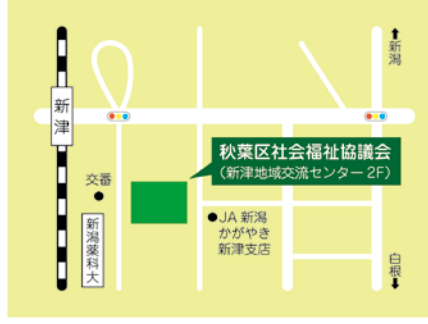 新潟
新津
秋葉区社会福祉協議会
（新津地域交流センター 2F）
交番
新潟薬科大
JA 新潟
かがやき
新津支店
白根